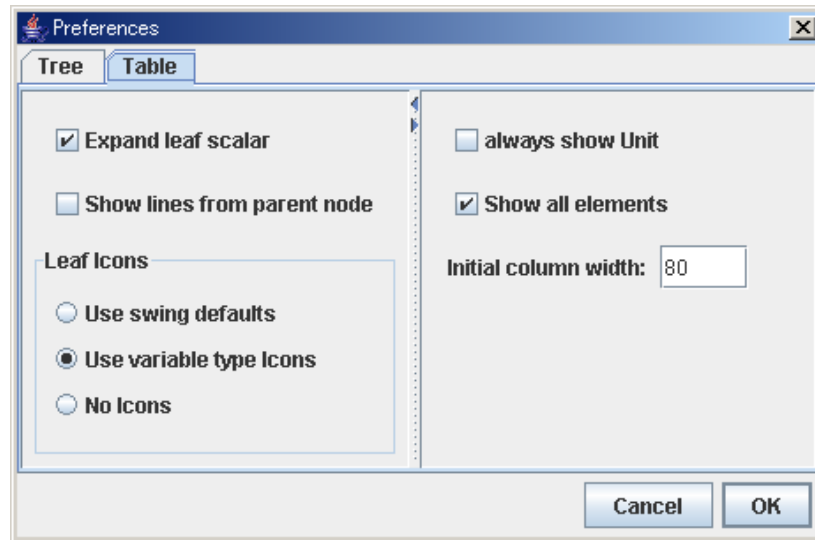 Preferences
Tree Table
Expand leaf scalar
Show lines from parent node
Leaf Icons
Use swing defaults
Use variable type Icons
No Icons
always show Unit
Show all elements
Initial column width: 80
Cancel OK